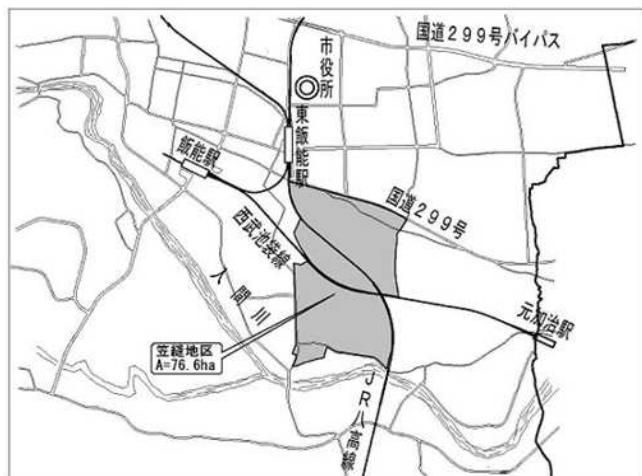 国道299号バイパス
市役所
東飯能駅
飯能駅
国道299号
西武池袋線
入間川
元加治駅
笠縫地区
A=76.6ha
JR八高線